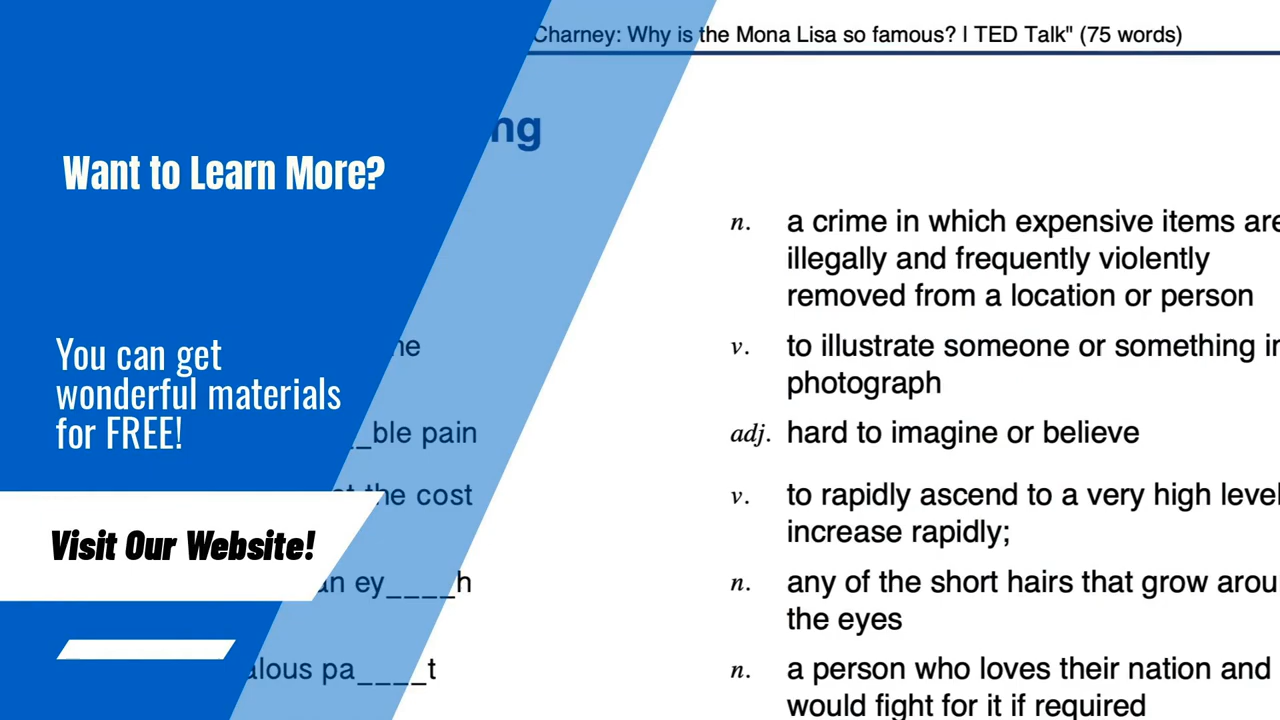 Charney: Why is the Mona Lisa so famous? | TED Talk" (75 words)
ng
Want to Learn More?
You can get
wonderful materials
for FREE!
Visit Our Website!
ne
_ble pain
the cost
an ey____h
alous pa____t
n. a crime in which expensive items are
illegally and frequently violently
removed from a location or person
v. to illustrate someone or something in
photograph
adj. hard to imagine or believe
v. to rapidly ascend to a very high level
increase rapidly;
n. any of the short hairs that grow arou
the eyes
n. a person who loves their nation and
would fight for it if required